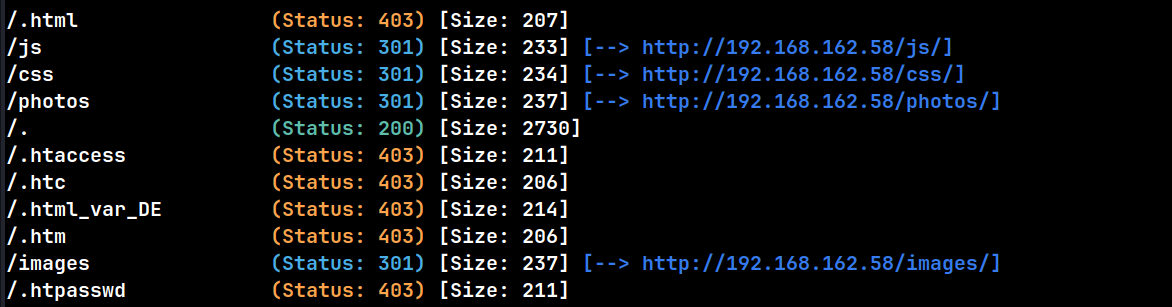 /.html (Status: 403) [Size: 207]
/js (Status: 301) [Size: 233] [--> http://192.168.162.58/js/]
/css (Status: 301) [Size: 234] [--> http://192.168.162.58/css/]
/photos (Status: 301) [Size: 237] [--> http://192.168.162.58/photos/]
/. (Status: 200) [Size: 2730]
/.htaccess (Status: 403) [Size: 211]
/.htc (Status: 403) [Size: 206]
/.html_var_DE (Status: 403) [Size: 214]
/.htm (Status: 403) [Size: 206]
/images (Status: 301) [Size: 237] [--> http://192.168.162.58/images/]
/.htpasswd (Status: 403) [Size: 211]